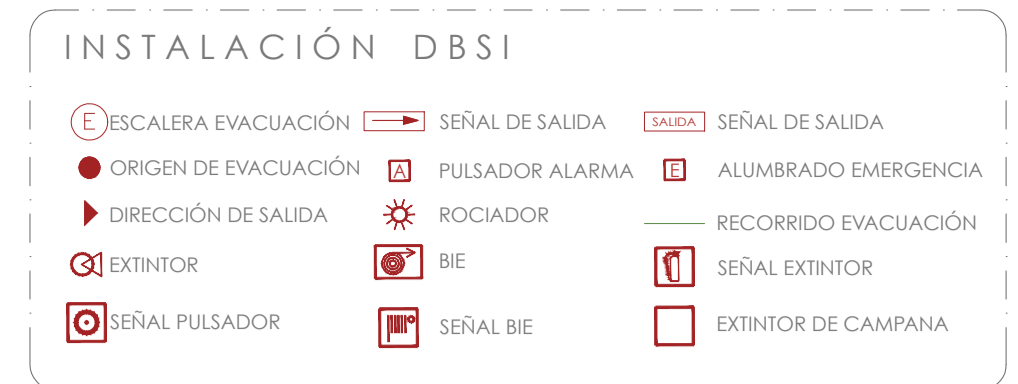 INSTALACIÓN DBSI
E ESCALERA EVACUACIÓN SEÑAL DE SALIDA SALIDA SEÑAL DE SALIDA
ORIGEN DE EVACUACIÓN A PULSADOR ALARMA E ALUMBRADO EMERGENCIA
DIRECCIÓN DE SALIDA ROCIADOR RECORRIDO EVACUACIÓN
EXTINTOR BIE SEÑAL EXTINTOR
SEÑAL PULSADOR SEÑAL BIE EXTINTOR DE CAMPANA